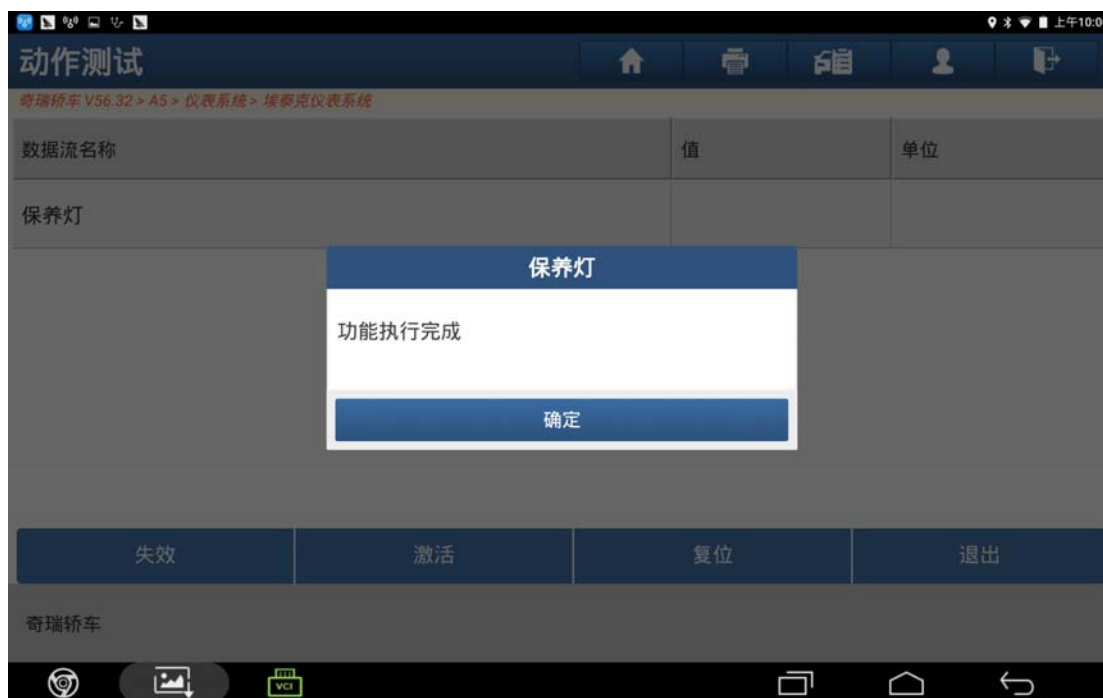 上午10:0
动作测试
奇瑞轿车 V56.32 > A5 > 仪表系统 > 埃泰克仪表系统
数据流名称 值 单位
保养灯
保养灯
功能执行完成
确定
失效 激活 复位 退出
奇瑞轿车
VCI